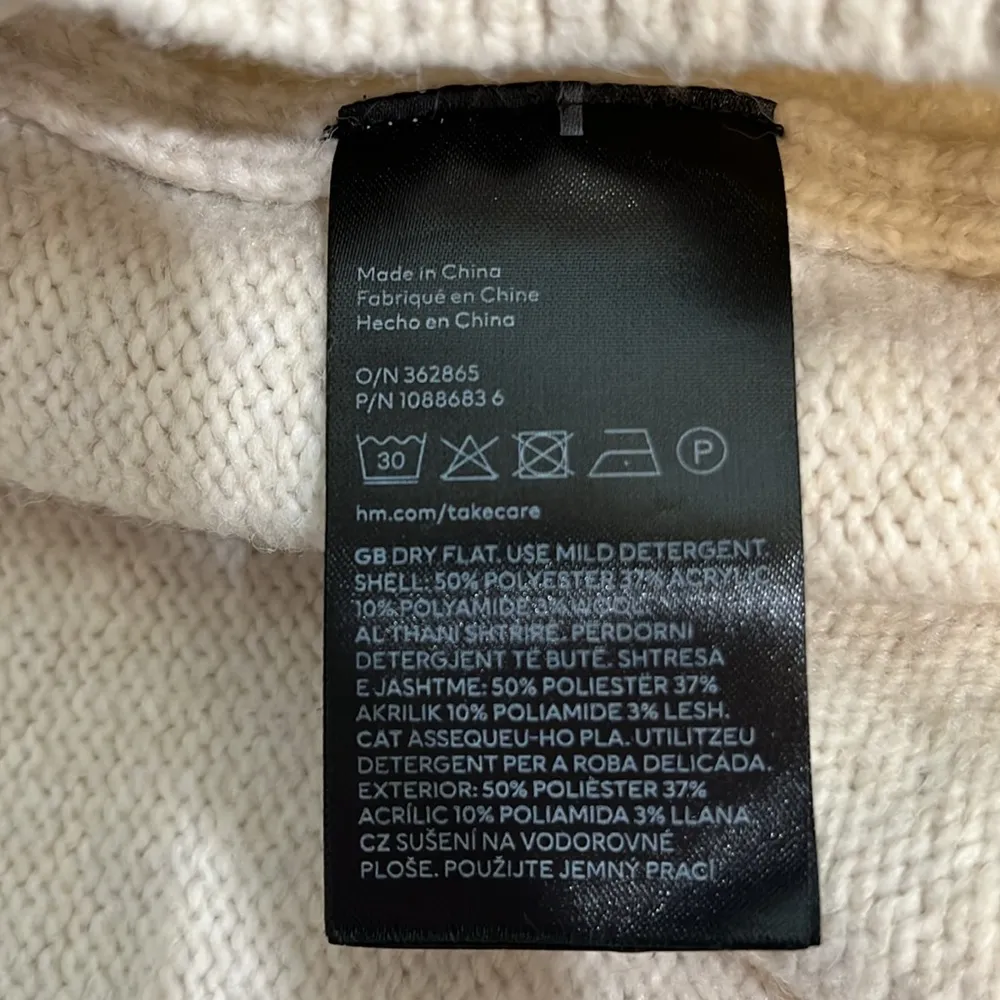 Made in China
Fabriqué en Chine
Hecho en China
O/N 362865
P/N 1088683 6
30 P
hm.com/takecare
GB DRY FLAT. USE MILD DETERGENT.
SHELL: 50% POLYESTER 37% ACRYLIC
10% POLYAMIDE 3% WOOL.
AL THANI SHTRIRË. PËRDORNI
DETERGJENT TË BUTË. SHTRESA
E JASHTME: 50% POLIESTËR 37%
AKRILIK 10% POLIAMIDE 3% LESH.
CAT ASSEQUEU-HO PLA. UTILITZEU
DETERGENT PER A ROBA DELICADA.
EXTERIOR: 50% POLIÈSTER 37%
ACRÍLIC 10% POLIAMIDA 3% LLANA
CZ SUŠENÍ NA VODOROVNÉ
PLOŠE. POUŽIJTE JEMNÝ PRACÍ